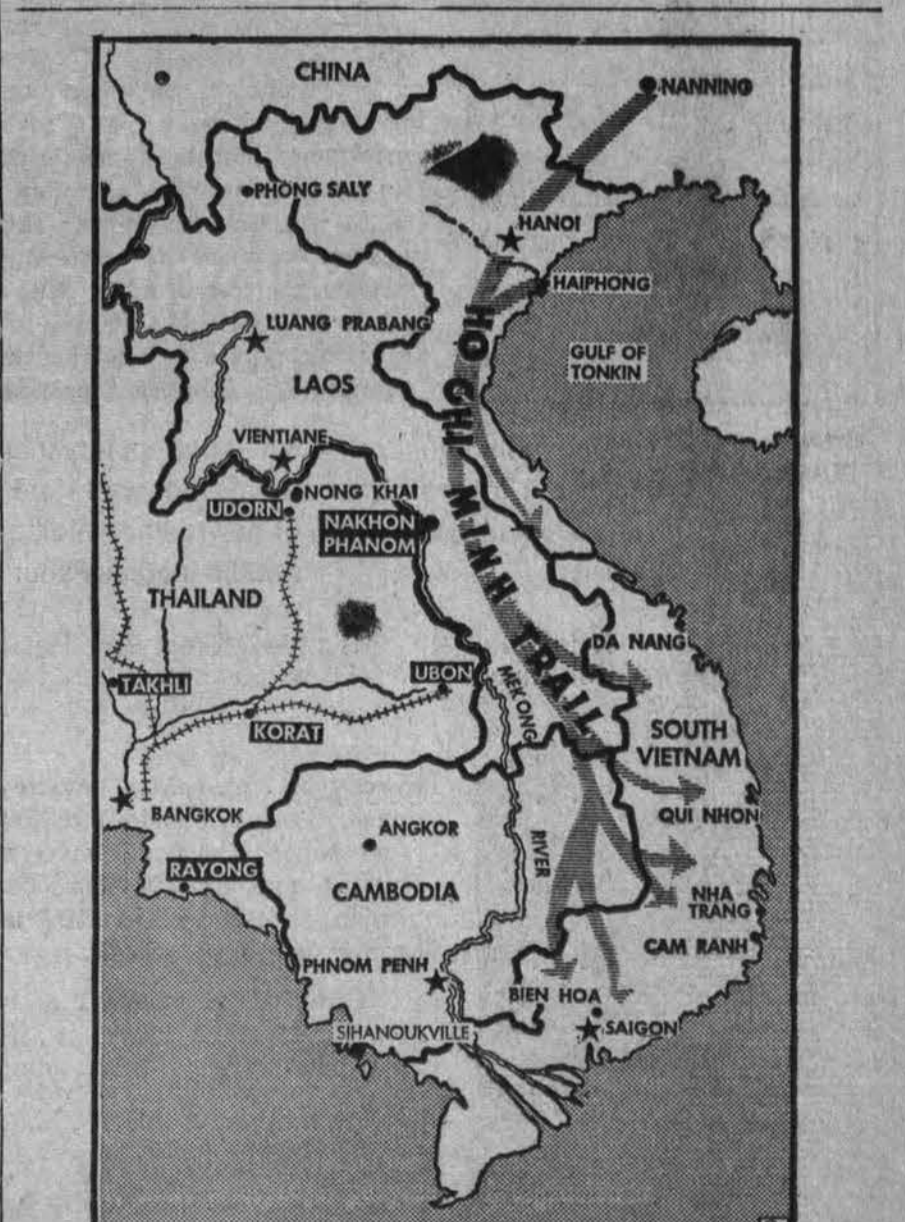 CHINA
NANNING
PHONG SALY
HANOI
HAIPHONG
LUANG PRABANG
GULF OF
TONKIN
LAOS
HO CHI MINH TRAIL
VIENTIANE
NONG KHAI
UDORN
NAKHON
PHANOM
THAILAND
DA NANG
UBON
TAKHLI
MEKONG
KORAT
SOUTH
VIETNAM
BANGKOK
QUI NHON
ANGKOR
RIVER
RAYONG
CAMBODIA
NHA
TRANG
CAM RANH
PHNOM PENH
BIEN HOA
SAIGON
SIHANOUKVILLE